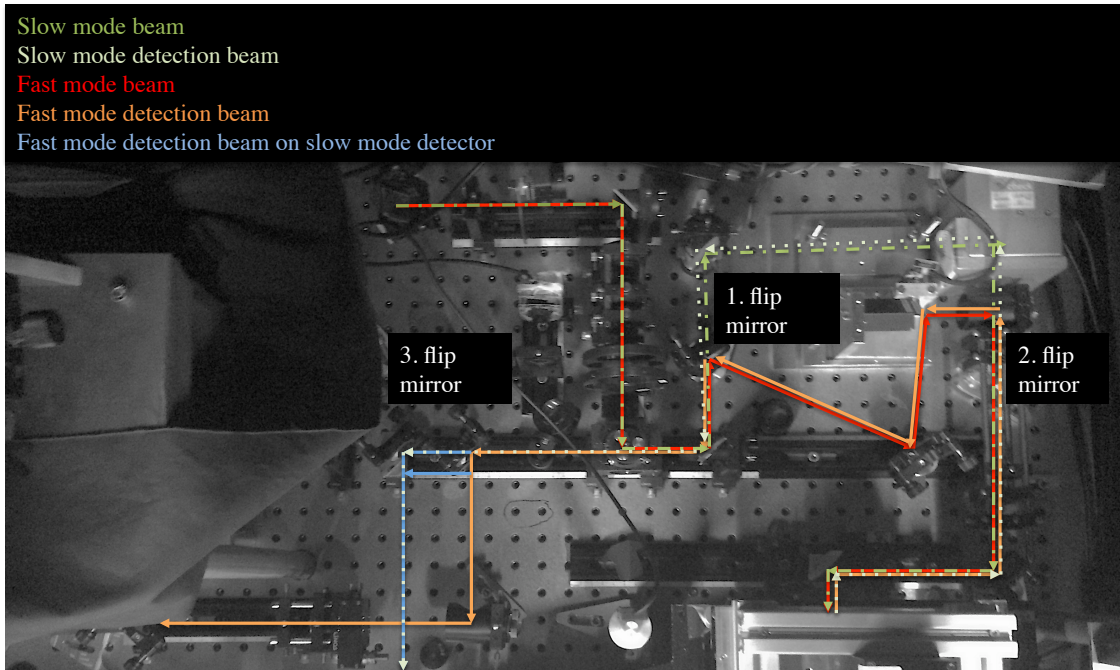 Slow mode beam
Slow mode detection beam
Fast mode beam
Fast mode detection beam
Fast mode detection beam on slow mode detector
1. flip
mirror
3. flip
mirror
2. flip
mirror